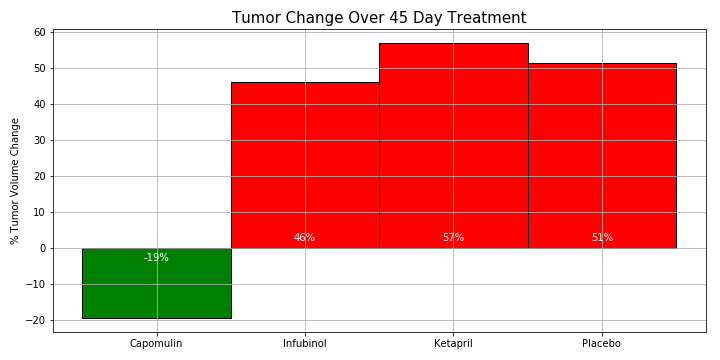 Tumor Change Over 45 Day Treatment
% Tumor Volume Change
60
50
40
30
20
10
0
−10
−20
-19%
46%
57%
51%
Capomulin
Infubinol
Ketapril
Placebo